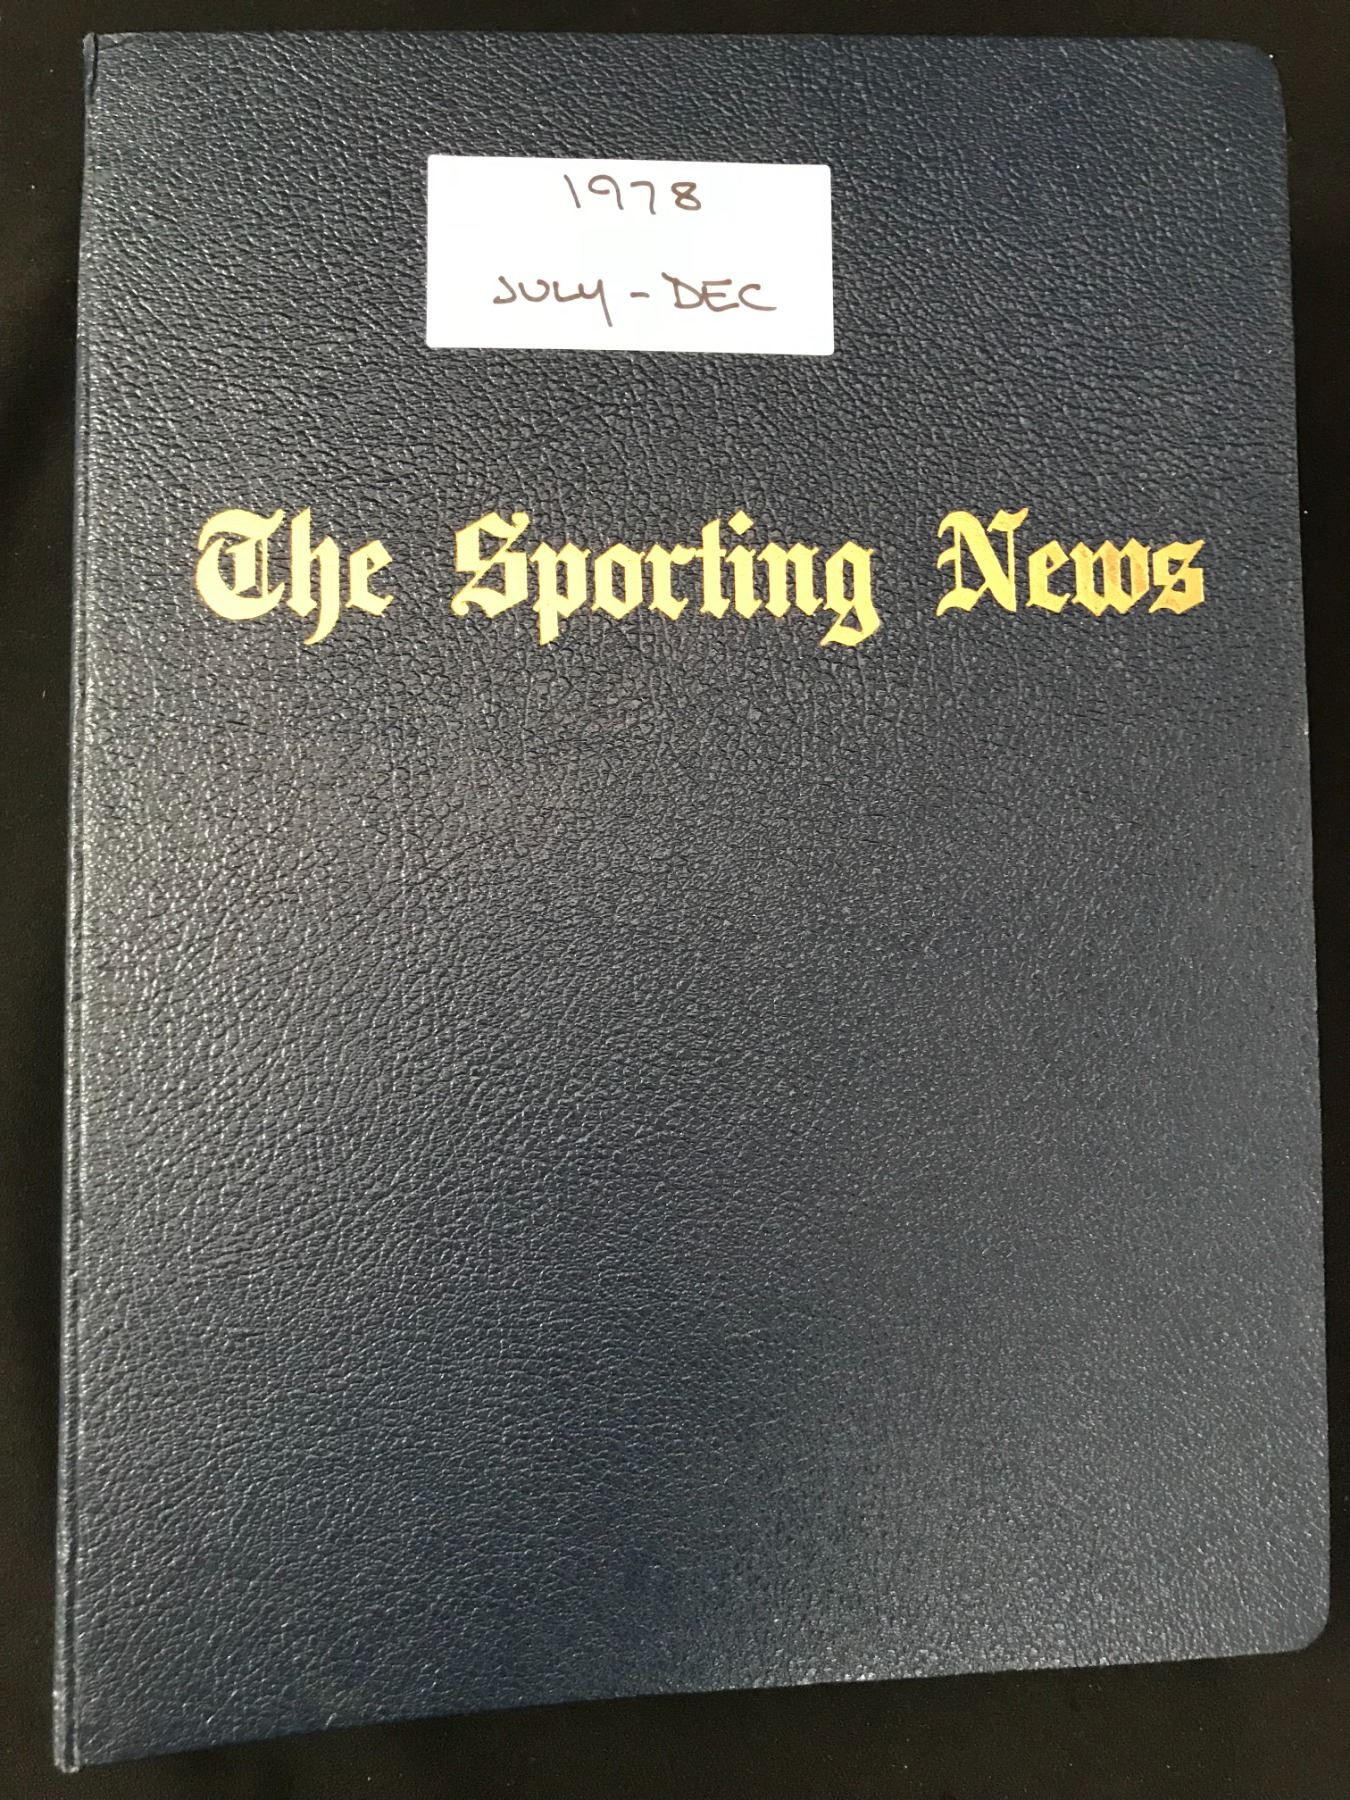 1978
JULY - DEC
The Sporting News